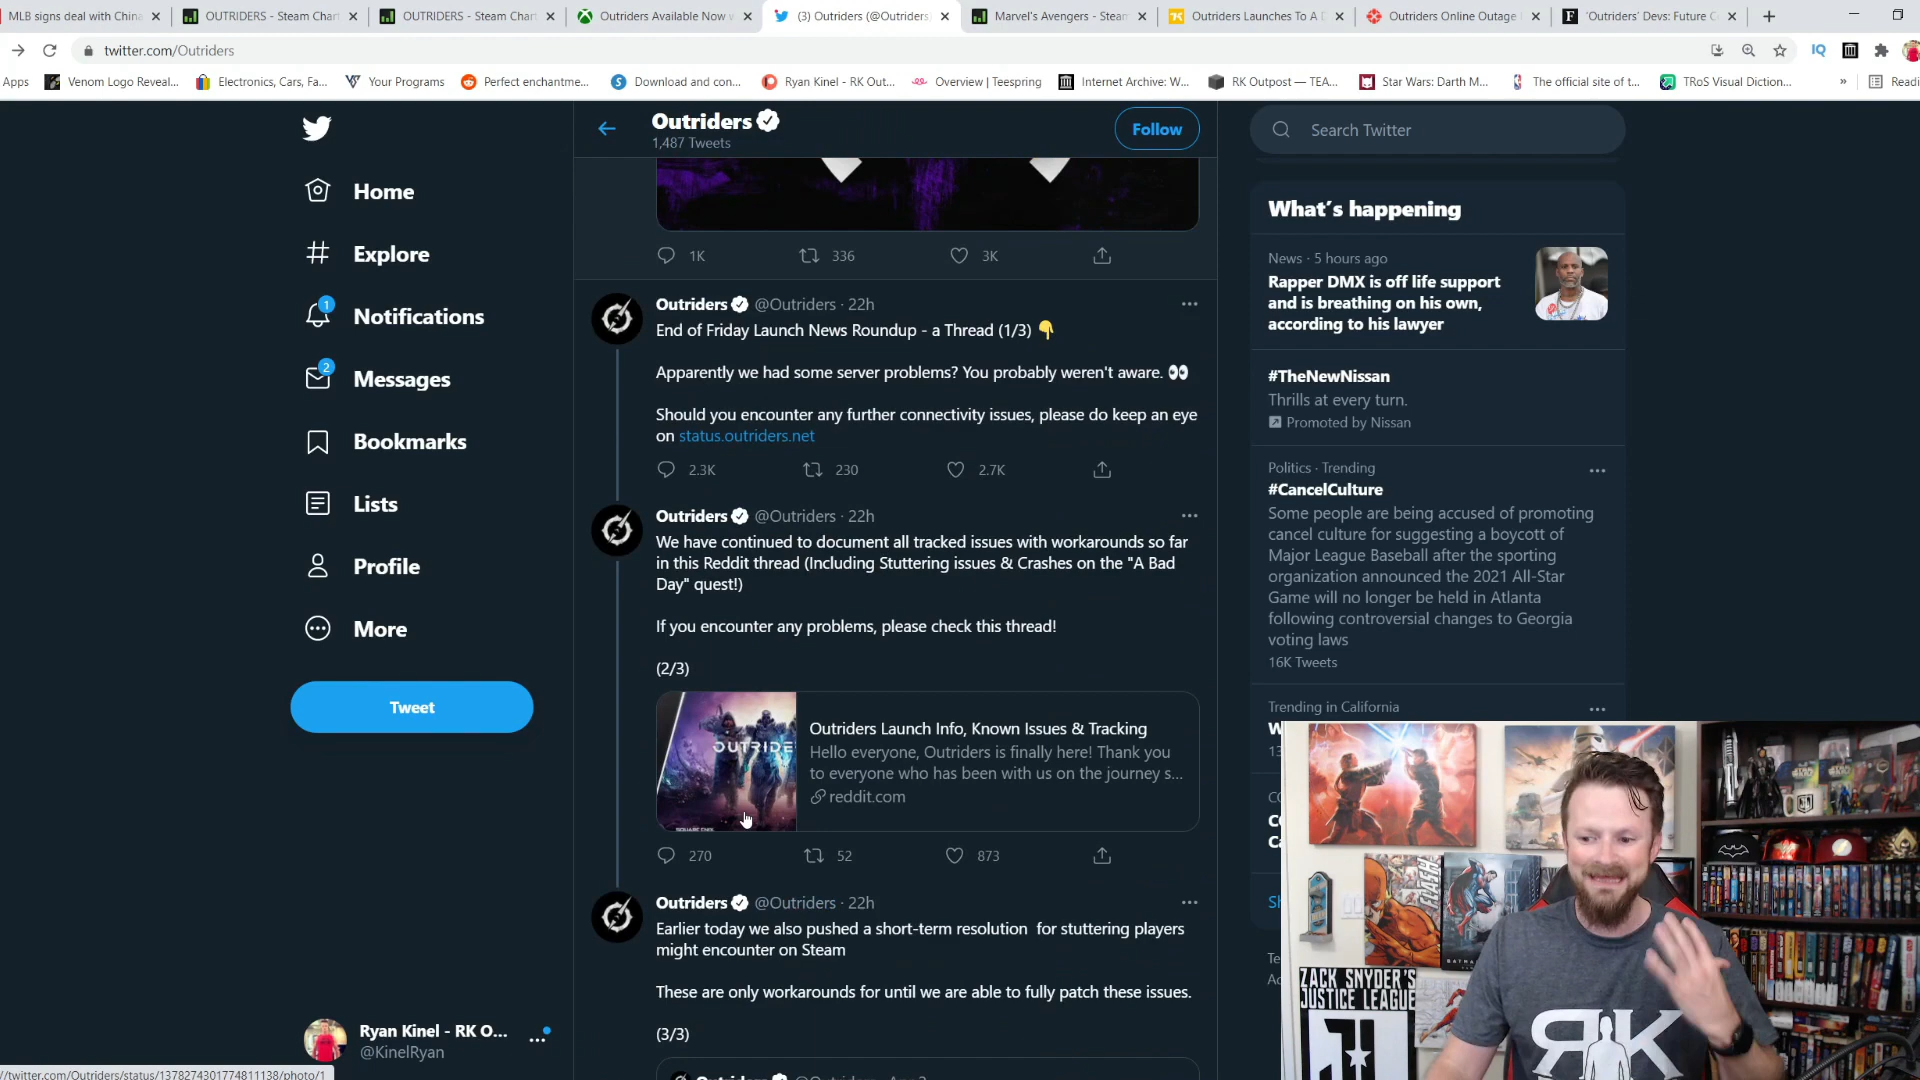 MLB signs deal with China
OUTRIDERS - Steam Chart
OUTRIDERS - Steam Chart
Outriders Available Now
(3) Outriders (@Outriders
Marvel's Avengers - Steam
Outriders Launches To A D
Outriders Online Outage
'Outriders' Devs: Future C
twitter.com/Outriders
IQ
Apps
Venom Logo Reveal...
Electronics, Cars, Fa...
Your Programs
Perfect enchantme...
Download and con...
Ryan Kinel - RK Out...
Overview | Teespring
Internet Archive: W...
RK Outpost — TEA...
Star Wars: Darth M...
The official site of t...
TRoS Visual Diction...
»
Readi
Home
Explore
1
Notifications
2
Messages
Bookmarks
Lists
Profile
More
Tweet
Ryan Kinel - RK O...
@KinelRyan
//twitter.com/Outriders/status/1378274301774811138/photo/1
Outriders
1,487 Tweets
Follow
1K 336 3K
Outriders @Outriders · 22h
End of Friday Launch News Roundup - a Thread (1/3) 👇
Apparently we had some server problems? You probably weren't aware. 👀
Should you encounter any further connectivity issues, please do keep an eye
on status.outriders.net
2.3K 230 2.7K
Outriders @Outriders · 22h
We have continued to document all tracked issues with workarounds so far
in this Reddit thread (Including Stuttering issues & Crashes on the "A Bad
Day" quest!)
If you encounter any problems, please check this thread!
(2/3)
OUTRIDE
Outriders Launch Info, Known Issues & Tracking
Hello everyone, Outriders is finally here! Thank you
to everyone who has been with us on the journey s...
reddit.com
270 52 873
Outriders @Outriders · 22h
Earlier today we also pushed a short-term resolution for stuttering players
might encounter on Steam
These are only workarounds for until we are able to fully patch these issues.
(3/3)
Search Twitter
What's happening
News · 5 hours ago
Rapper DMX is off life support
and is breathing on his own,
according to his lawyer
#TheNewNissan
Thrills at every turn.
Promoted by Nissan
Politics · Trending
#CancelCulture
Some people are being accused of promoting
cancel culture for suggesting a boycott of
Major League Baseball after the sporting
organization announced the 2021 All-Star
Game will no longer be held in Atlanta
following controversial changes to Georgia
voting laws
16K Tweets
Trending in California
ZACK SNYDER'S
JUSTICE LEAGUE
RK